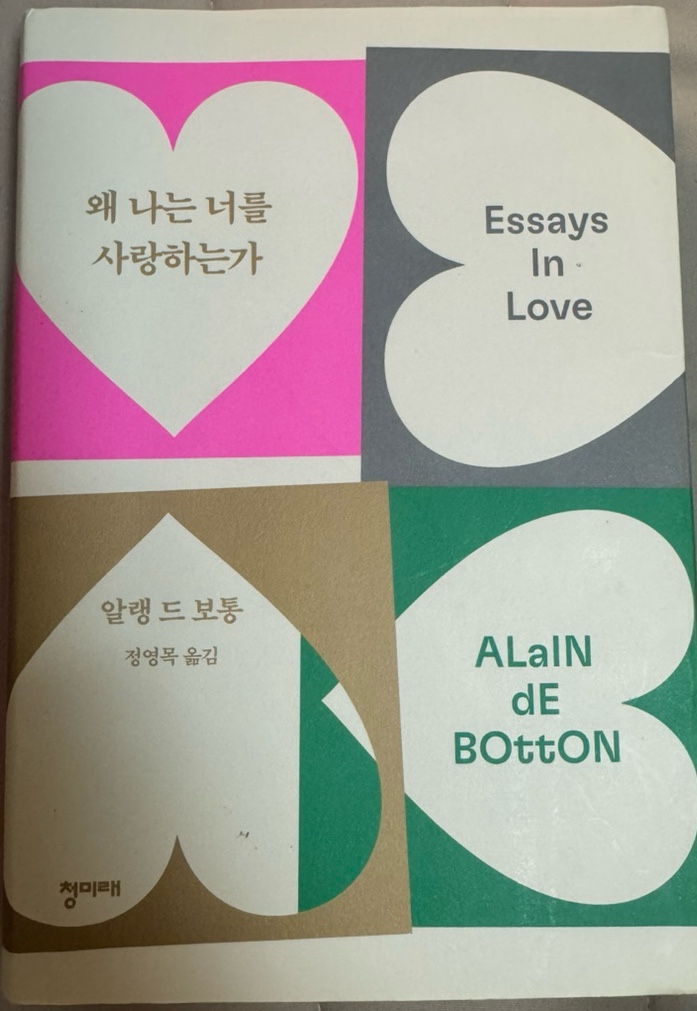 왜 나는 너를
사랑하는가
Essays
In
Love
알랭 드 보통
정영목 옮김
청미래
ALaIN
dE
BOttON